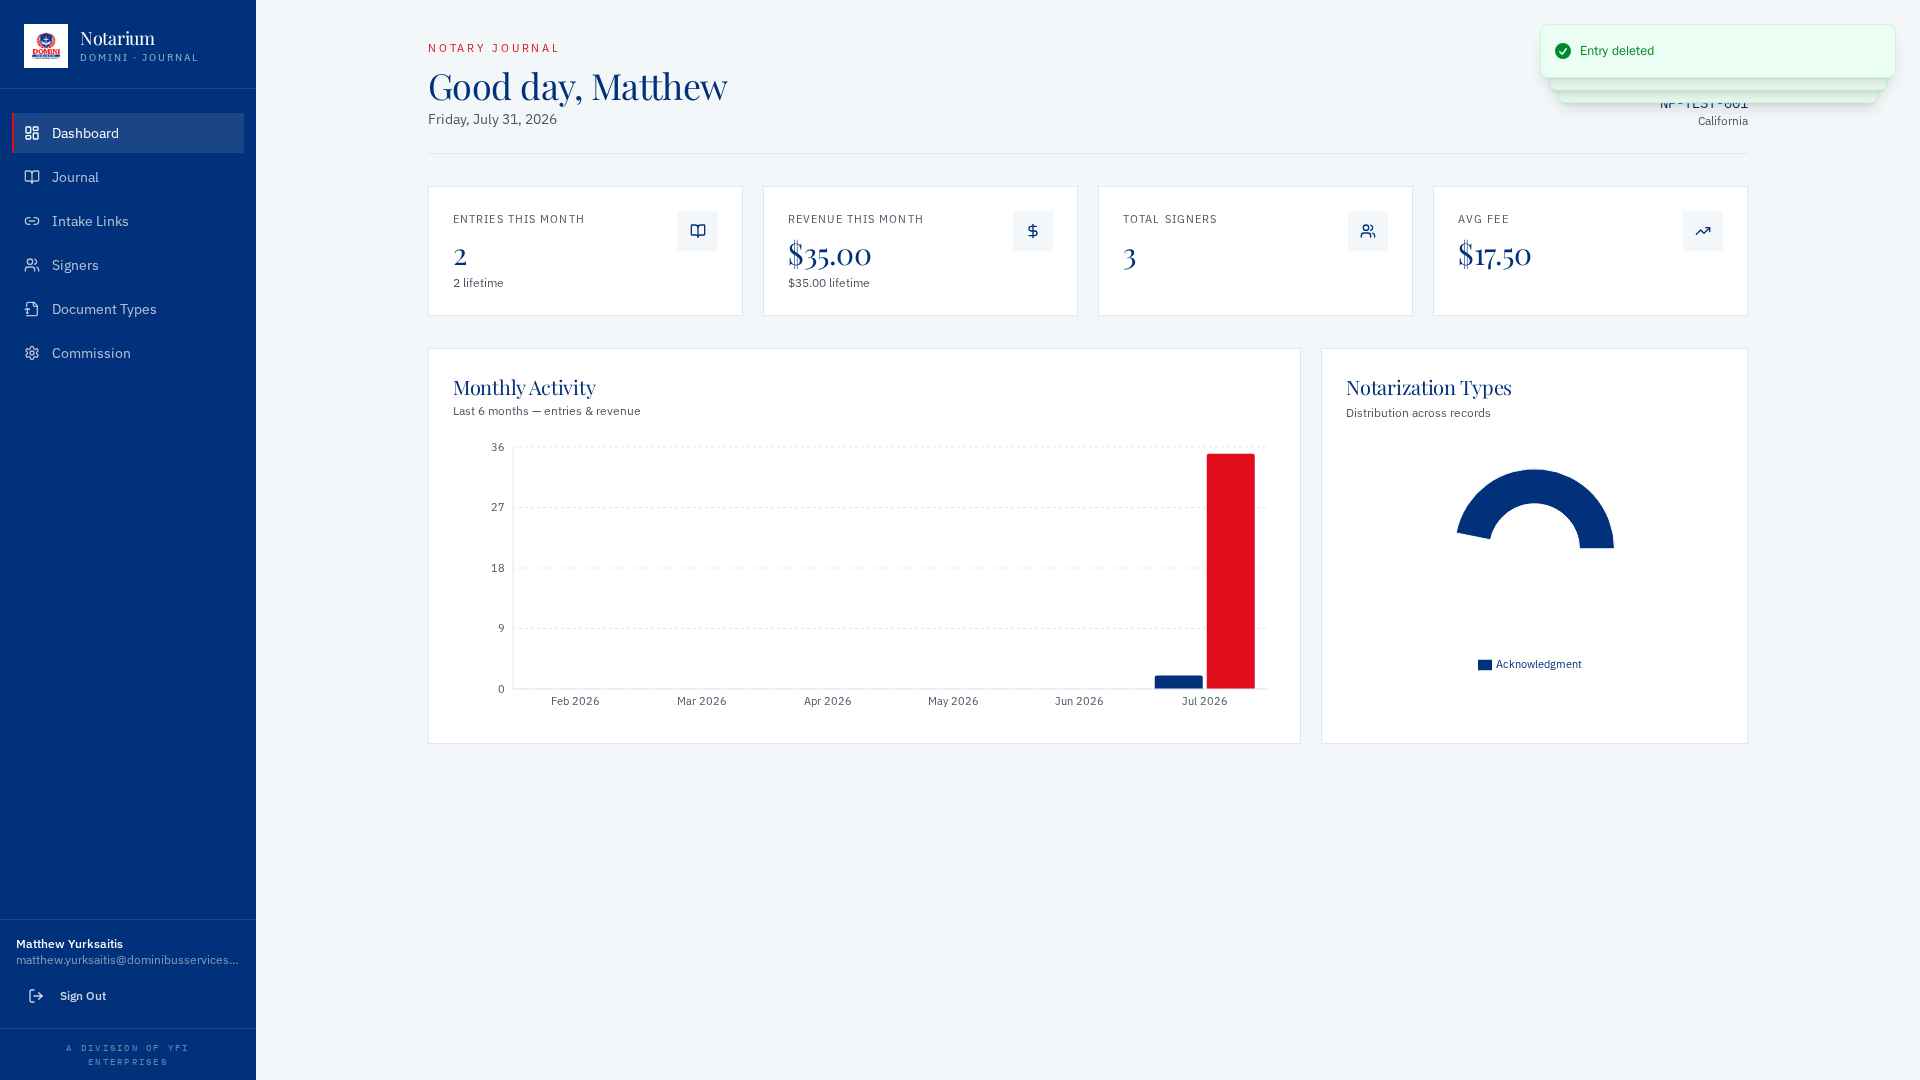 Notarium
DOMINI · JOURNAL
DOMINI
Dashboard
Journal
Intake Links
Signers
Document Types
Commission
Matthew Yurksaitis
matthew.yurksaitis@dominibusservices...
Sign Out
A DIVISION OF YFI
ENTERPRISES
NOTARY JOURNAL
Good day, Matthew
Friday, July 31, 2026
Entry deleted
NP-TEST-001
California
ENTRIES THIS MONTH
2
2 lifetime
REVENUE THIS MONTH
$35.00
$35.00 lifetime
TOTAL SIGNERS
3
AVG FEE
$17.50
Monthly Activity
Last 6 months — entries & revenue
36
27
18
9
0
Feb 2026
Mar 2026
Apr 2026
May 2026
Jun 2026
Jul 2026
Notarization Types
Distribution across records
Acknowledgment